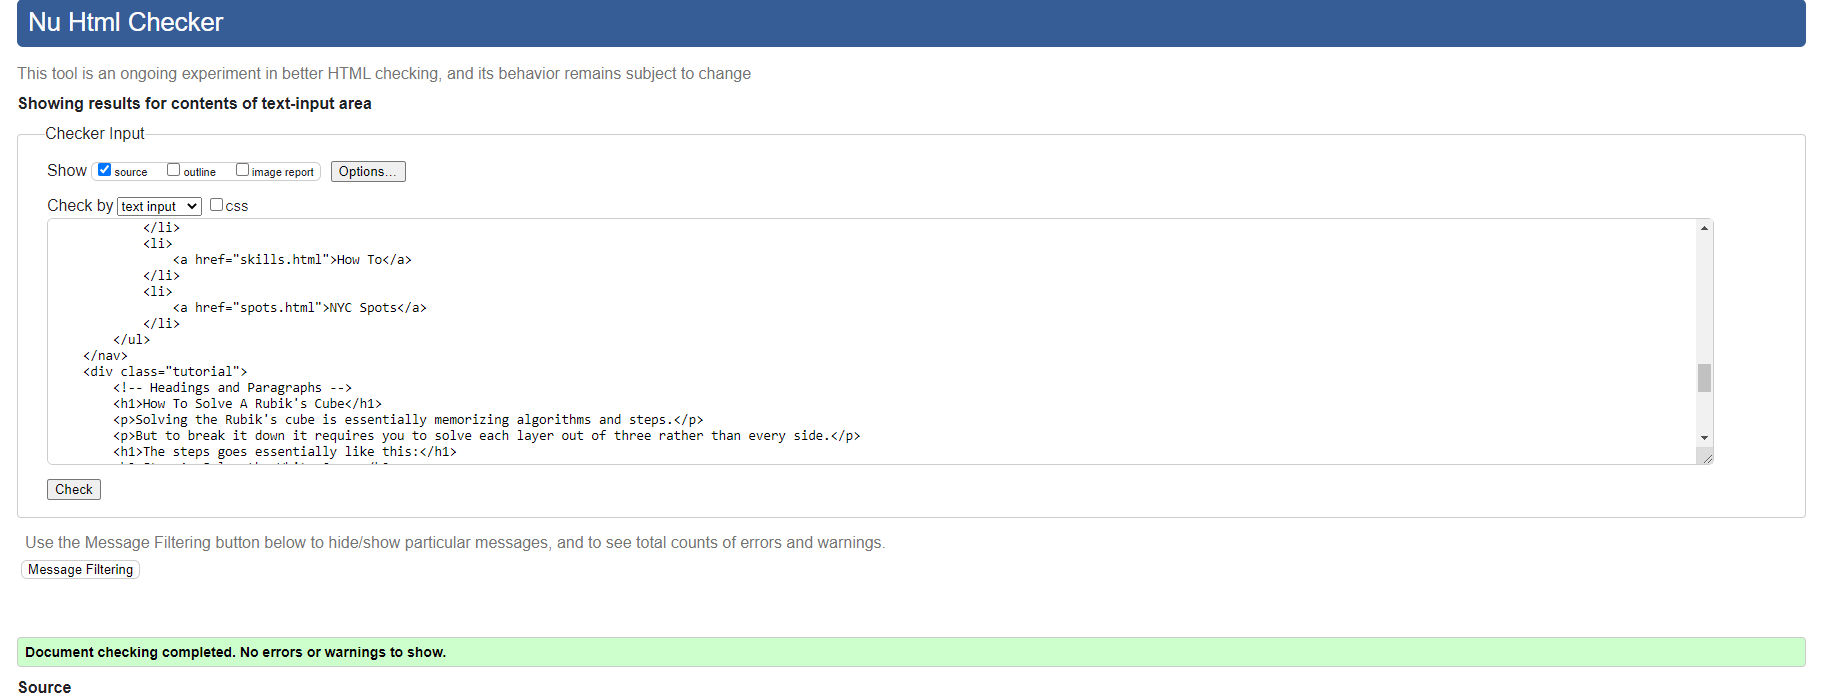 Nu Html Checker
This tool is an ongoing experiment in better HTML checking, and its behavior remains subject to change
Showing results for contents of text-input area
Checker Input
Show source outline image report Options...
Check by text input css
</li>
<li>
<a href="skills.html">How To</a>
</li>
<li>
<a href="spots.html">NYC Spots</a>
</li>
</ul>
</nav>
<div class="tutorial">
<!-- Headings and Paragraphs -->
<h1>How To Solve A Rubik's Cube</h1>
<p>Solving the Rubik's cube is essentially memorizing algorithms and steps.</p>
<p>But to break it down it requires you to solve each layer out of three rather than every side.</p>
<h1>The steps goes essentially like this:</h1>
Check
Use the Message Filtering button below to hide/show particular messages, and to see total counts of errors and warnings.
Message Filtering
Document checking completed. No errors or warnings to show.
Source